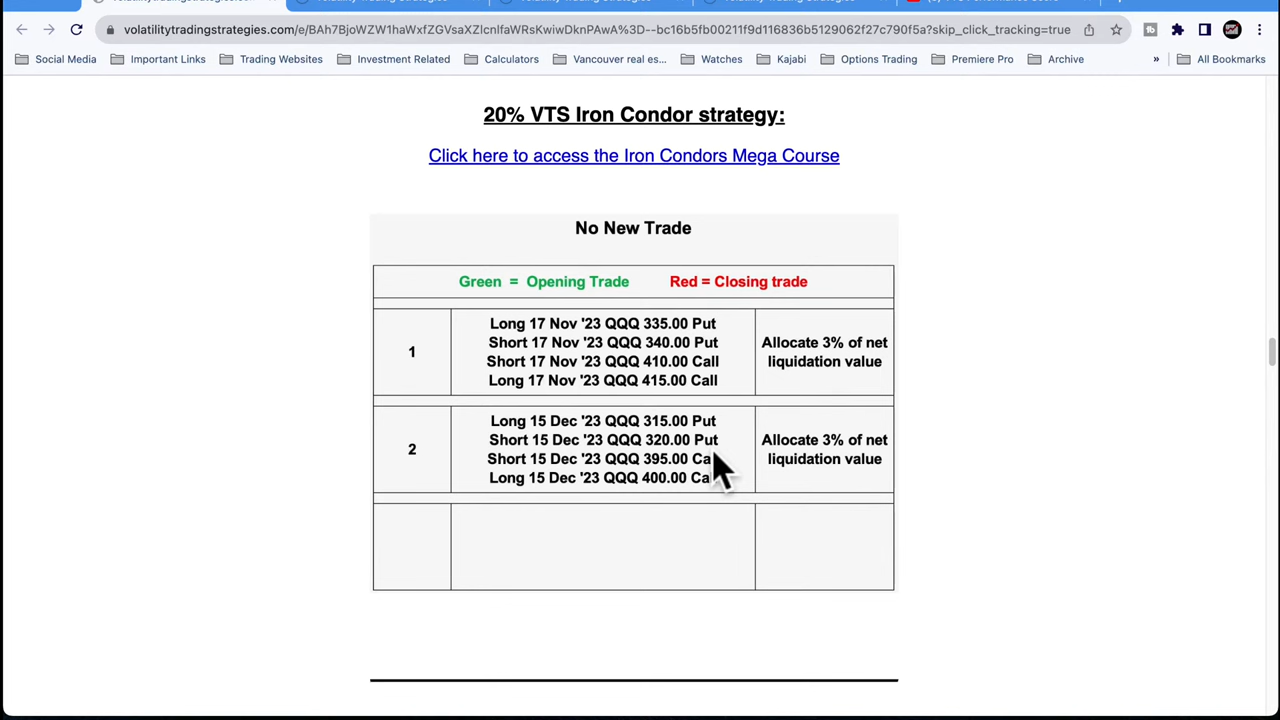 volatilitytradingstrategies.com/e/BAh7BjoWZW1haWxfZGVsaXZlcnlfaWRsKwiwDknPAwA%3D--bc16b5fb00211f9d116836b5129062f27c790f5a?skip_click_tracking=true
Social Media
Important Links
Trading Websites
Investment Related
Calculators
Vancouver real es...
Watches
Kajabi
Options Trading
Premiere Pro
Archive
»
All Bookmarks
20% VTS Iron Condor strategy:
Click here to access the Iron Condors Mega Course
No New Trade
Green = Opening Trade Red = Closing trade
1
Long 17 Nov '23 QQQ 335.00 Put
Short 17 Nov '23 QQQ 340.00 Put
Short 17 Nov '23 QQQ 410.00 Call
Long 17 Nov '23 QQQ 415.00 Call
Allocate 3% of net
liquidation value
2
Long 15 Dec '23 QQQ 315.00 Put
Short 15 Dec '23 QQQ 320.00 Put
Short 15 Dec '23 QQQ 395.00 Ca
Long 15 Dec '23 QQQ 400.00 Ca
Allocate 3% of net
liquidation value